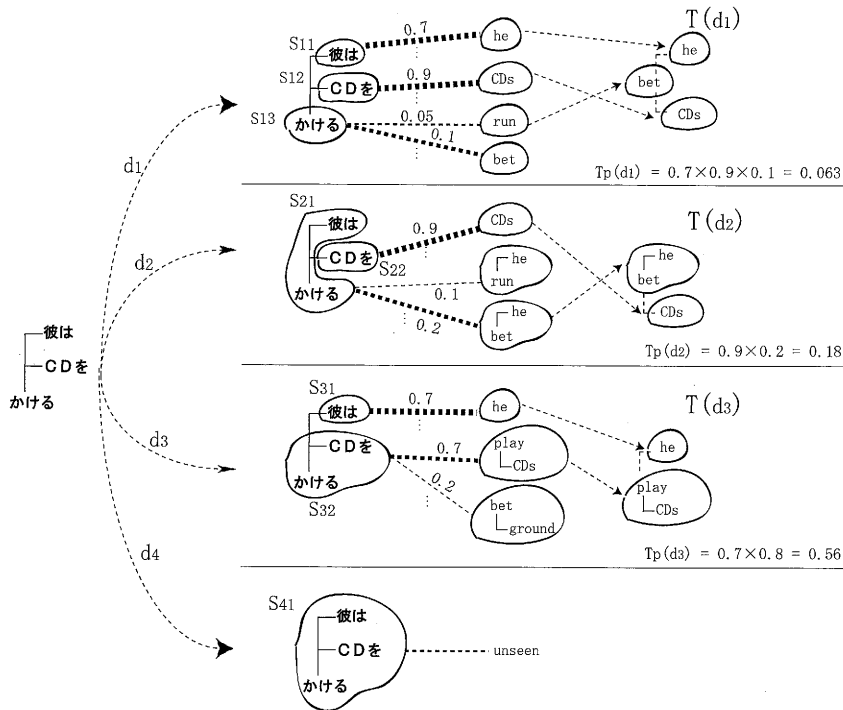 彼は
CDを
かける
d1
d2
d3
d4
S11
彼は
S12
CDを
S13
かける
0.7
he
0.9
CDs
0.05
run
0.1
bet
T(d1)
he
bet
CDs
Tp(d1) = 0.7×0.9×0.1 = 0.063
S21
彼は
CDを
S22
かける
0.9
CDs
he
run
0.1
he
bet
0.2
T(d2)
he
bet
CDs
Tp(d2) = 0.9×0.2 = 0.18
S31
彼は
CDを
かける
S32
0.7
he
0.7
play
CDs
0.2
bet
ground
T(d3)
he
play
CDs
Tp(d3) = 0.7×0.8 = 0.56
S41
彼は
CDを
かける
unseen